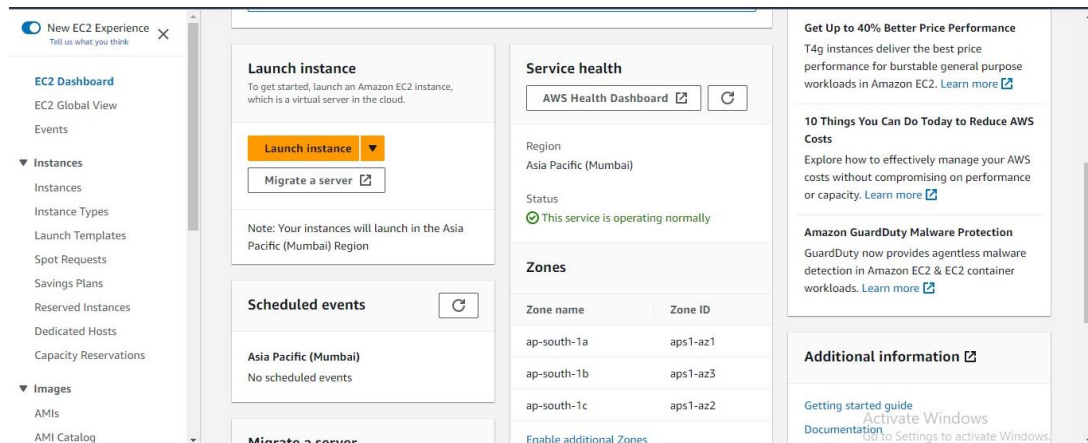 New EC2 Experience
Tell us what you think
EC2 Dashboard
EC2 Global View
Events
Instances
Instances
Instance Types
Launch Templates
Spot Requests
Savings Plans
Reserved Instances
Dedicated Hosts
Capacity Reservations
Images
AMIs
AMI Catalog
Launch instance
To get started, launch an Amazon EC2 instance,
which is a virtual server in the cloud.
Launch instance
Migrate a server
Note: Your instances will launch in the Asia
Pacific (Mumbai) Region
Scheduled events
Asia Pacific (Mumbai)
No scheduled events
Migrate a server
Service health
AWS Health Dashboard
Region
Asia Pacific (Mumbai)
Status
This service is operating normally
Zones
Zone name Zone ID
ap-south-1a aps1-az1
ap-south-1b aps1-az3
ap-south-1c aps1-az2
Enable additional Zones
Get Up to 40% Better Price Performance
T4g instances deliver the best price
performance for burstable general purpose
workloads in Amazon EC2. Learn more
10 Things You Can Do Today to Reduce AWS
Costs
Explore how to effectively manage your AWS
costs without compromising on performance
or capacity. Learn more
Amazon GuardDuty Malware Protection
GuardDuty now provides agentless malware
detection in Amazon EC2 & EC2 container
workloads. Learn more
Additional information
Getting started guide
Documentation
Activate Windows
Go to Settings to activate Windows.